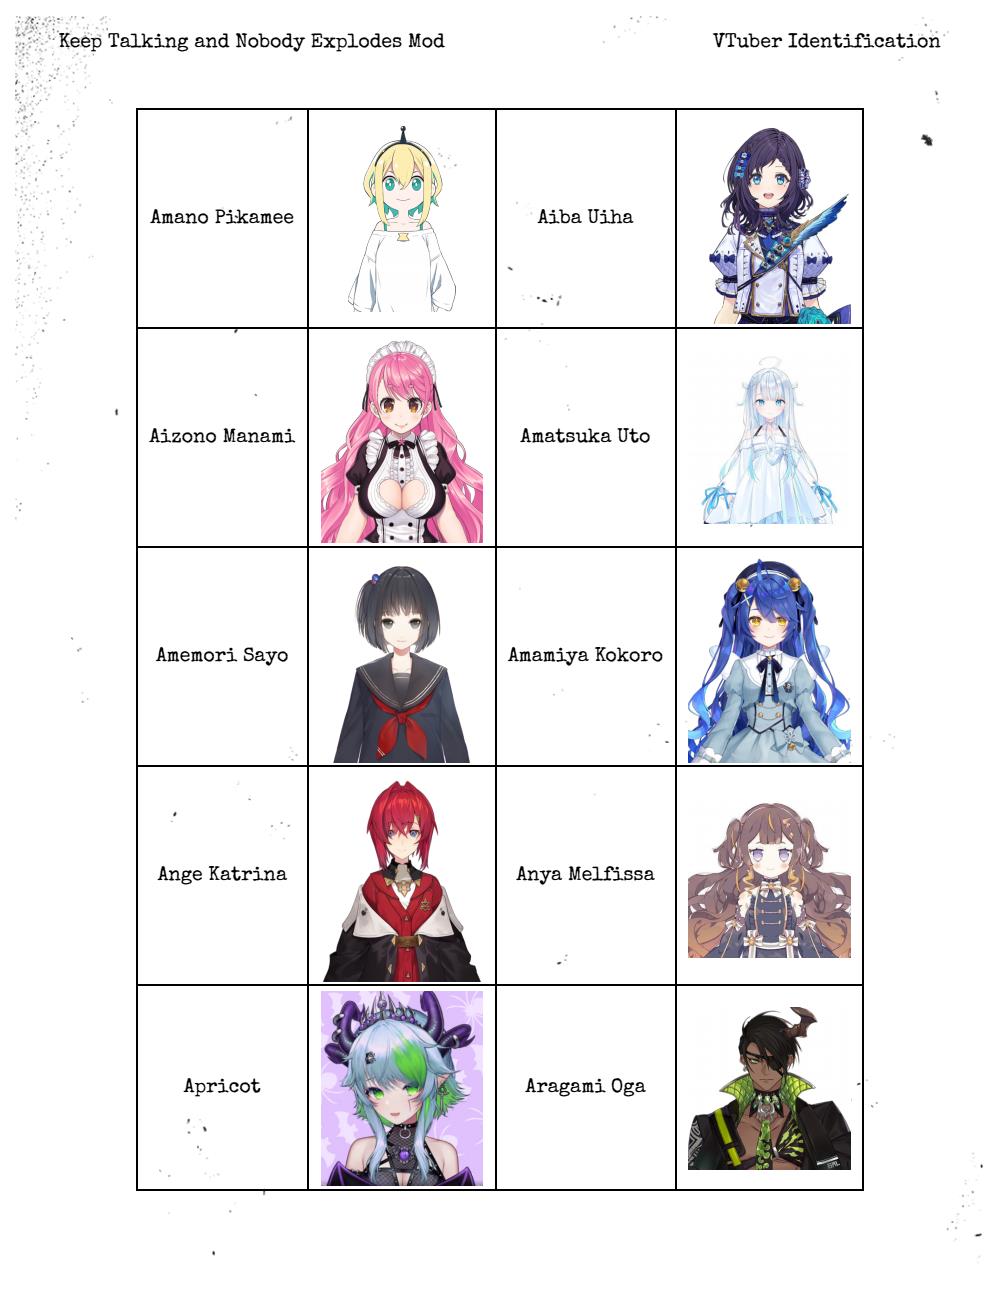 Keep Talking and Nobody Explodes Mod
VTuber Identification
Amano Pikamee
Aiba Uiha
Aizono Manami
Amatsuka Uto
Amemori Sayo
Amamiya Kokoro
Ange Katrina
Anya Melfissa
Apricot
Aragami Oga